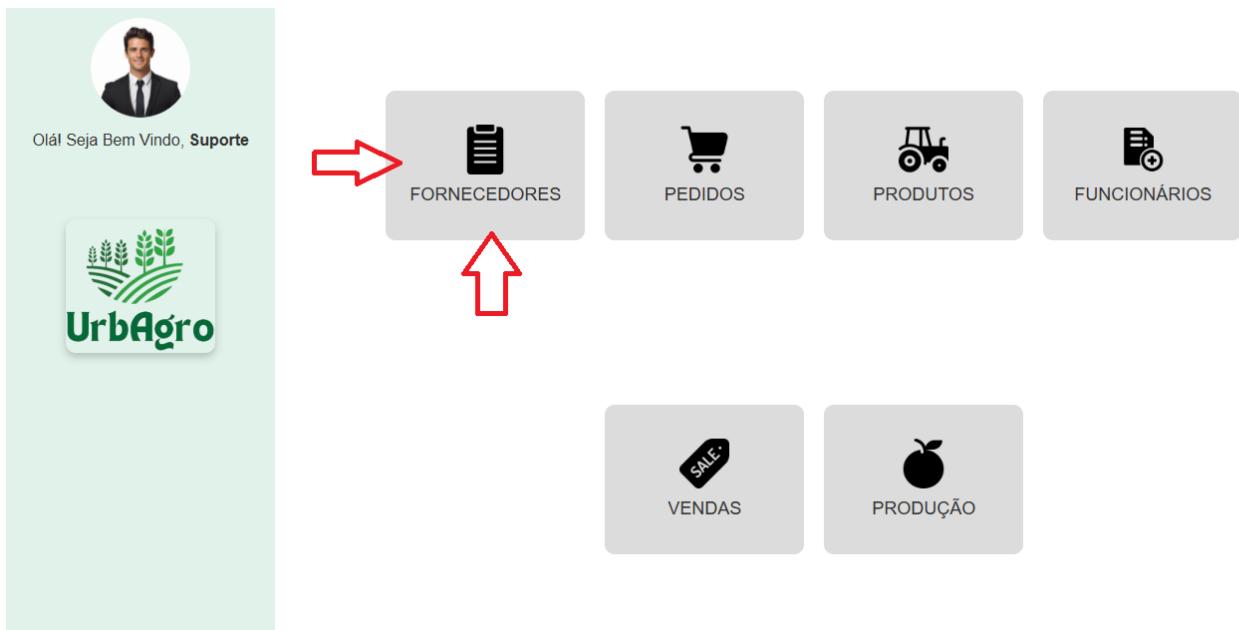 Olá! Seja Bem Vindo, Suporte
UrbAgro
FORNECEDORES
PEDIDOS
PRODUTOS
FUNCIONÁRIOS
SALE
VENDAS
PRODUÇÃO